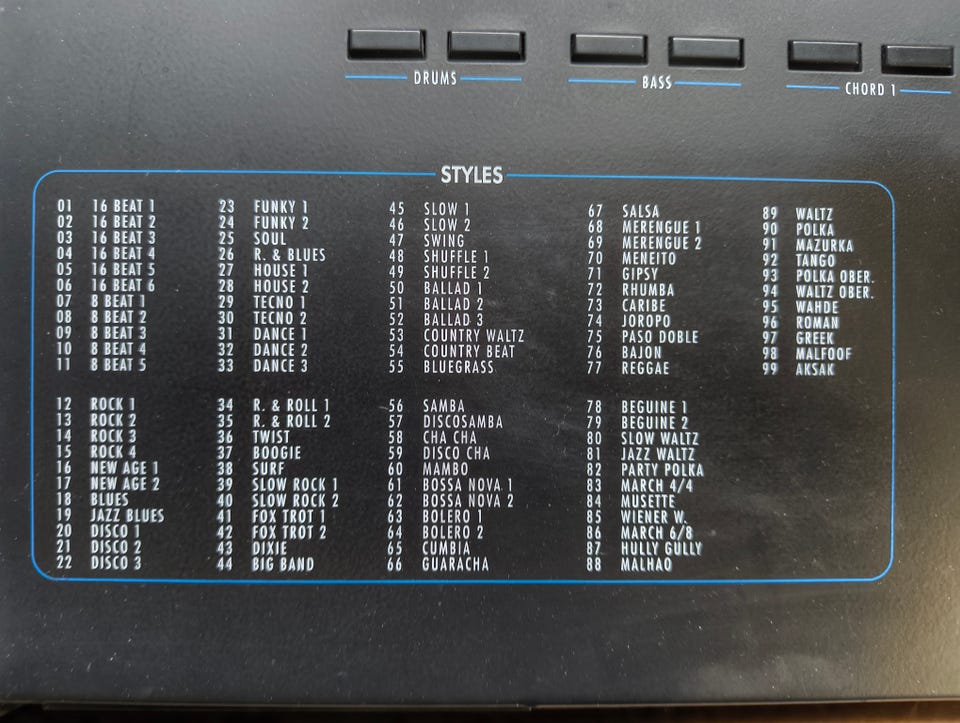 DRUMS
BASS
CHORD 1
STYLES
01 16 BEAT 1
02 16 BEAT 2
03 16 BEAT 3
04 16 BEAT 4
05 16 BEAT 5
06 16 BEAT 6
07 8 BEAT 1
08 8 BEAT 2
09 8 BEAT 3
10 8 BEAT 4
11 8 BEAT 5
12 ROCK 1
13 ROCK 2
14 ROCK 3
15 ROCK 4
16 NEW AGE 1
17 NEW AGE 2
18 BLUES
19 JAZZ BLUES
20 DISCO 1
21 DISCO 2
22 DISCO 3
23 FUNKY 1
24 FUNKY 2
25 SOUL
26 R. & BLUES
27 HOUSE 1
28 HOUSE 2
29 TECNO 1
30 TECNO 2
31 DANCE 1
32 DANCE 2
33 DANCE 3
34 R. & ROLL 1
35 R. & ROLL 2
36 TWIST
37 BOOGIE
38 SURF
39 SLOW ROCK 1
40 SLOW ROCK 2
41 FOX TROT 1
42 FOX TROT 2
43 DIXIE
44 BIG BAND
45 SLOW 1
46 SLOW 2
47 SWING
48 SHUFFLE 1
49 SHUFFLE 2
50 BALLAD 1
51 BALLAD 2
52 BALLAD 3
53 COUNTRY WALTZ
54 COUNTRY BEAT
55 BLUEGRASS
56 SAMBA
57 DISCOSAMBA
58 CHA CHA
59 DISCO CHA
60 MAMBO
61 BOSSA NOVA 1
62 BOSSA NOVA 2
63 BOLERO 1
64 BOLERO 2
65 CUMBIA
66 GUARACHA
67 SALSA
68 MERENGUE 1
69 MERENGUE 2
70 MENEITO
71 GIPSY
72 RHUMBA
73 CARIBE
74 JOROPO
75 PASO DOBLE
76 BAJON
77 REGGAE
78 BEGUINE 1
79 BEGUINE 2
80 SLOW WALTZ
81 JAZZ WALTZ
82 PARTY POLKA
83 MARCH 4/4
84 MUSETTE
85 WIENER W.
86 MARCH 6/8
87 HULLY GULLY
88 MALHAO
89 WALTZ
90 POLKA
91 MAZURKA
92 TANGO
93 POLKA OBER.
94 WALTZ OBER.
95 WAHDE
96 ROMAN
97 GREEK
98 MALFOOF
99 AKSAK